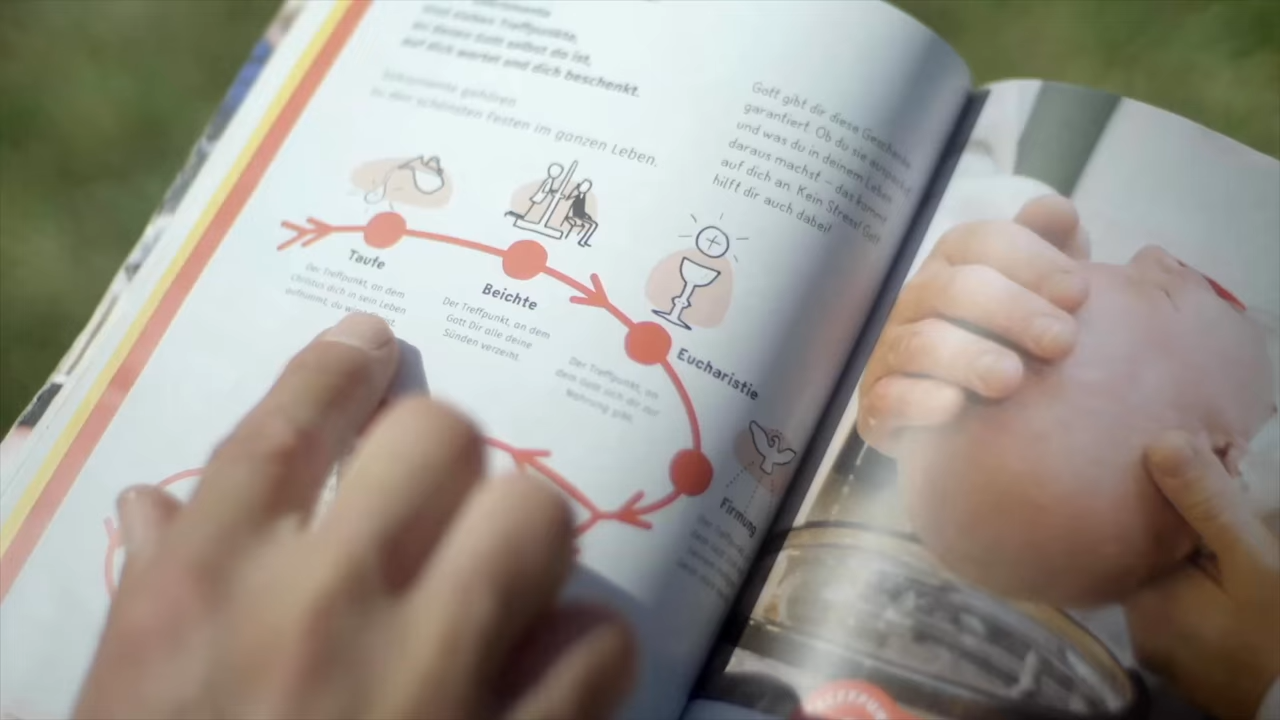 sind sieben Treffpunkte,
an denen Gott selbst da ist,
auf dich wartet und dich beschenkt.
Sakramente gehören
zu den schönsten Festen im ganzen Leben.
Gott gibt dir diese Geschenke
garantiert. Ob du sie auspackst
und was du in deinem Leben
daraus machst – das kommt
auf dich an. Kein Stress! Gott
hilft dir auch dabei!
Taufe
Der Treffpunkt, an dem
Christus dich in sein Leben
aufnimmt, du
Beichte
Der Treffpunkt, an dem
Gott Dir alle deine
Sünden verzeiht.
Eucharistie
Der Treffpunkt, an
dem Gott sich dir zur
Nahrung gibt.
Firmung